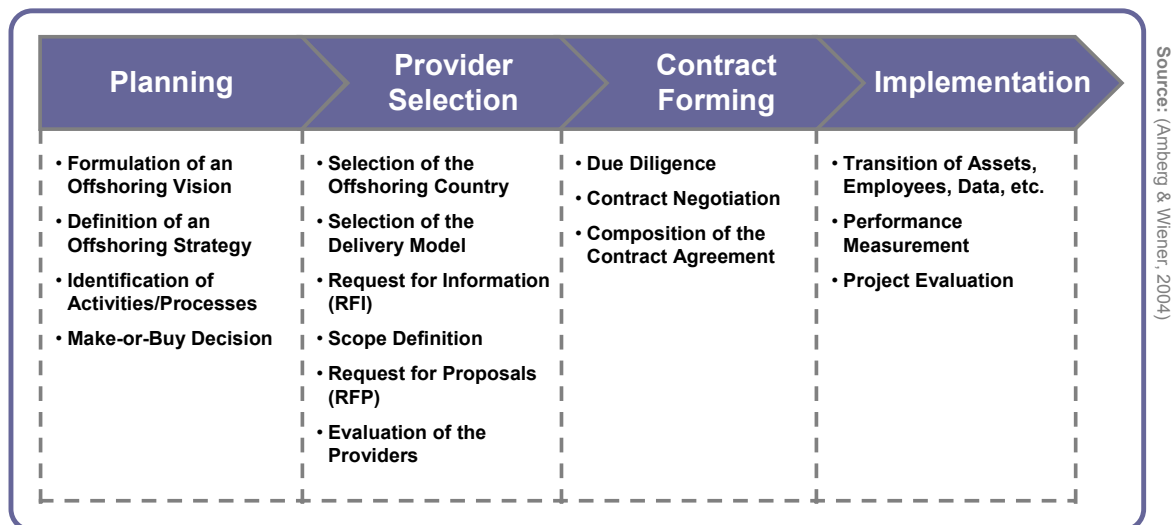 Planning
Provider
Selection
Contract
Forming
Implementation
• Formulation of an
Offshoring Vision
• Definition of an
Offshoring Strategy
• Identification of
Activities/Processes
• Make-or-Buy Decision
• Selection of the
Offshoring Country
• Selection of the
Delivery Model
• Request for Information
(RFI)
• Scope Definition
• Request for Proposals
(RFP)
• Evaluation of the
Providers
• Due Diligence
• Contract Negotiation
• Composition of the
Contract Agreement
• Transition of Assets,
Employees, Data, etc.
• Performance
Measurement
• Project Evaluation
Source: (Amberg & Wiener, 2004)